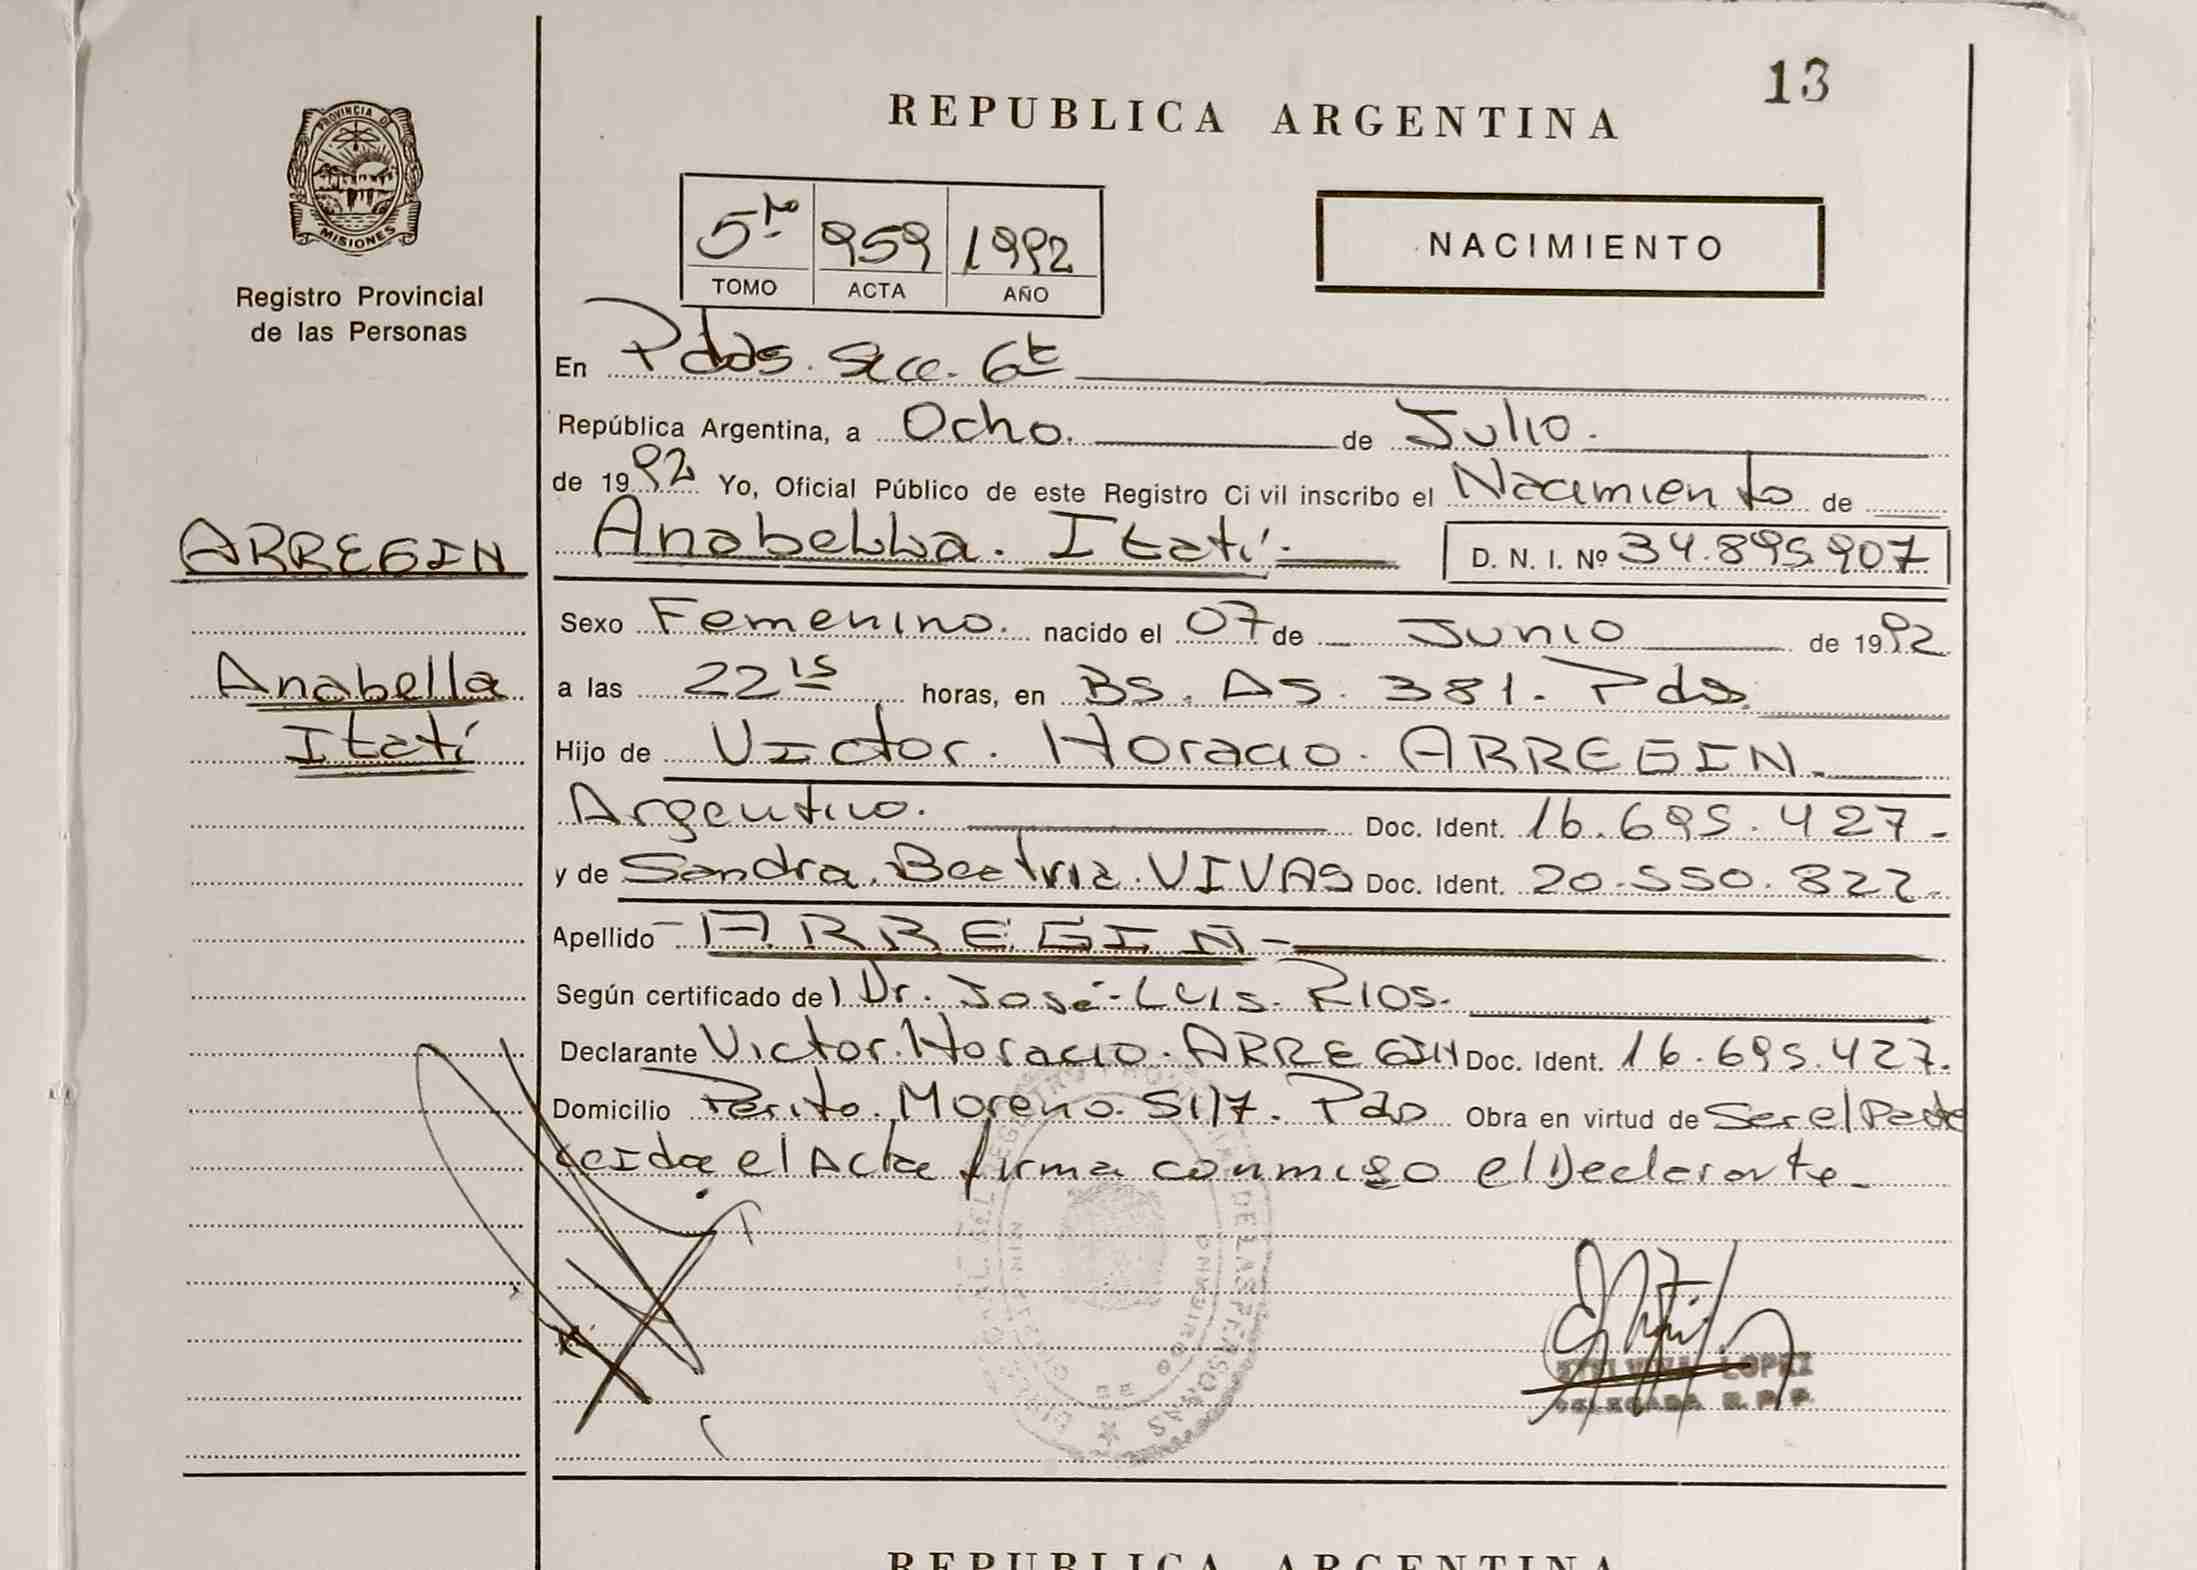 13
REPUBLICA ARGENTINA
PROVINCIA D
MISIONES
Registro Provincial
de las Personas
5to 959 1992
TOMO ACTA AÑO
NACIMIENTO
En Pdas. Secc. 6ta
República Argentina, a Ocho. de Julio.
de 1992 Yo, Oficial Público de este Registro Civil inscribo el Nacimiento de
Anabella. Itatí. D. N. I. Nº 34.895.907
ARREGIN
Anabella
Itatí
Sexo Femenino. nacido el 07 de Junio de 1992.
a las 22 15 horas, en BS. AS. 381. Pdas.
Hijo de Victor. Horacio. ARREGIN.
Argentino. Doc. Ident. 16.695.427.
y de Sandra. Beatriz. VIVAS Doc. Ident. 20.550.822.
Apellido - ARREGIN -
Según certificado del Dr. José-Luis. RIOS.
Declarante Victor. Horacio. ARREGIN Doc. Ident. 16.695.427.
Domicilio Perito. Moreno. S117. Pdas Obra en virtud de Ser el Padre
Leida el Acta firma conmigo el Declarante.
DE LAS PERSONAS
LOPEZ
DELEGADA R. P. P.
REPUBLICA ARGENTINA